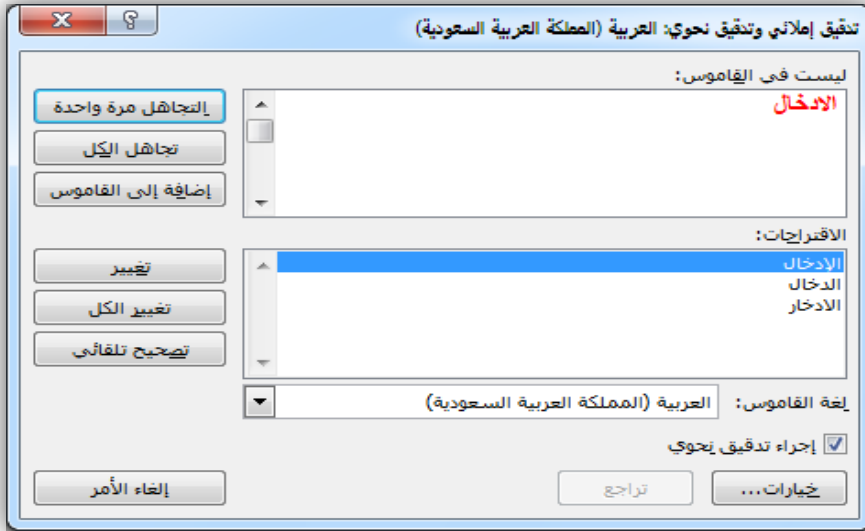 تدقيق إملائي وتدقيق نحوي: العربية (المملكة العربية السعودية)
ليست في القاموس:
الادخال
التجاهل مرة واحدة
تجاهل الكل
إضافة إلى القاموس
الاقتراحات:
الإدخال
الدخال
الادخار
تغيير
تغيير الكل
تصحيح تلقائي
لغة القاموس: العربية (المملكة العربية السعودية)
إجراء تدقيق نحوي
خيارات...
تراجع
إلغاء الأمر